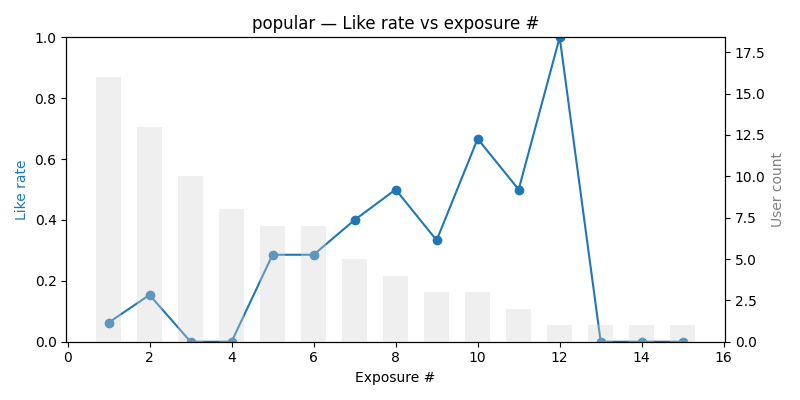 popular — Like rate vs exposure #
1.0
0.8
0.6
0.4
0.2
0.0
Like rate
17.5
15.0
12.5
10.0
7.5
5.0
2.5
0.0
User count
0 2 4 6 8 10 12 14 16
Exposure #